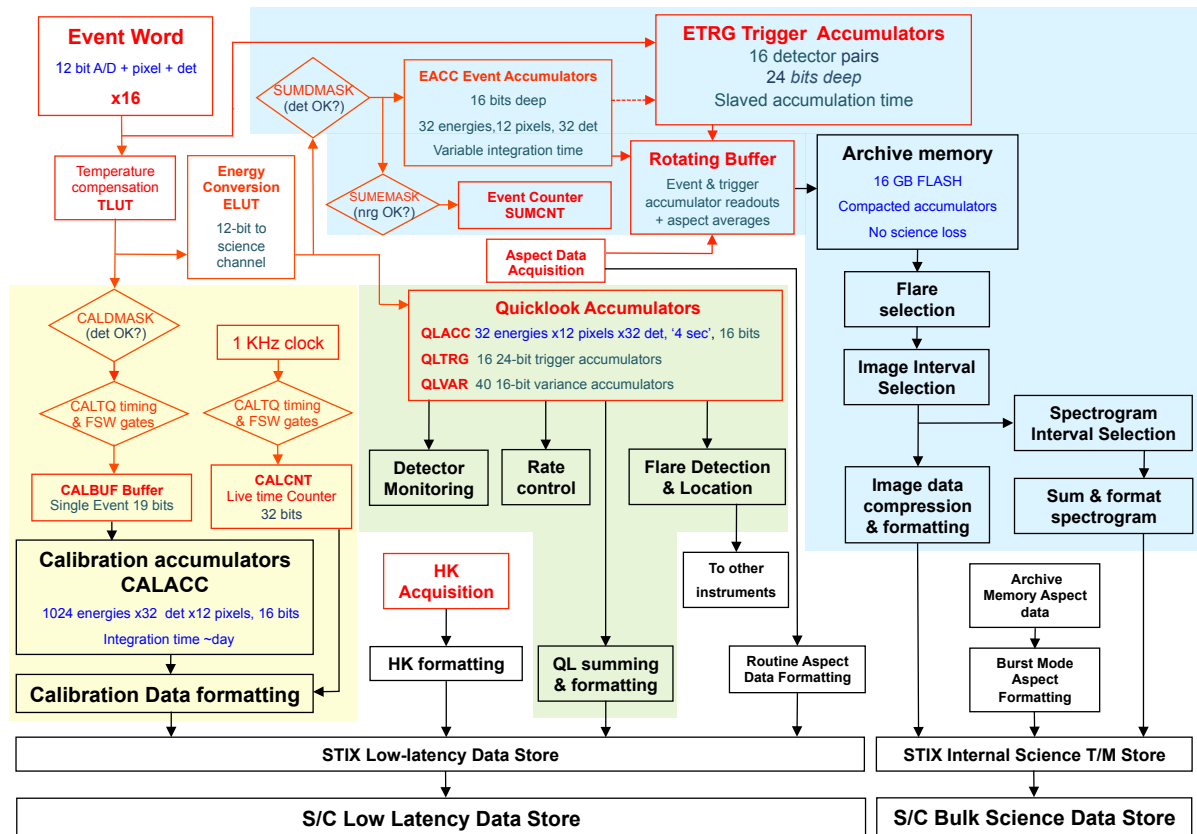 Event Word
12 bit A/D + pixel + det
x16
SUMDMASK
(det OK?)
EACC Event Accumulators
16 bits deep
32 energies,12 pixels, 32 det
Variable integration time
ETRG Trigger Accumulators
16 detector pairs
24 bits deep
Slaved accumulation time
Temperature
compensation
TLUT
Energy
Conversion
ELUT
12-bit to
science
channel
SUMEMASK
(nrg OK?)
Event Counter
SUMCNT
Rotating Buffer
Event & trigger
accumulator readouts
+ aspect averages
Aspect Data
Acquisition
Archive memory
16 GB FLASH
Compacted accumulators
No science loss
Flare
selection
Image Interval
Selection
Spectrogram
Interval Selection
Image data
compression
& formatting
Sum & format
spectrogram
CALDMASK
(det OK?)
1 KHz clock
CALTQ timing
& FSW gates
CALTQ timing
& FSW gates
CALBUF Buffer
Single Event 19 bits
CALCNT
Live time Counter
32 bits
Calibration accumulators
CALACC
1024 energies x32 det x12 pixels, 16 bits
Integration time ~day
Calibration Data formatting
Quicklook Accumulators
QLACC 32 energies x12 pixels x32 det, ‘4 sec’, 16 bits
QLTRG 16 24-bit trigger accumulators
QLVAR 40 16-bit variance accumulators
Detector
Monitoring
Rate
control
Flare Detection
& Location
HK
Acquisition
To other
instruments
HK formatting
QL summing
& formatting
Routine Aspect
Data Formatting
Archive
Memory Aspect
data
Burst Mode
Aspect
Formatting
STIX Low-latency Data Store
STIX Internal Science T/M Store
S/C Low Latency Data Store
S/C Bulk Science Data Store